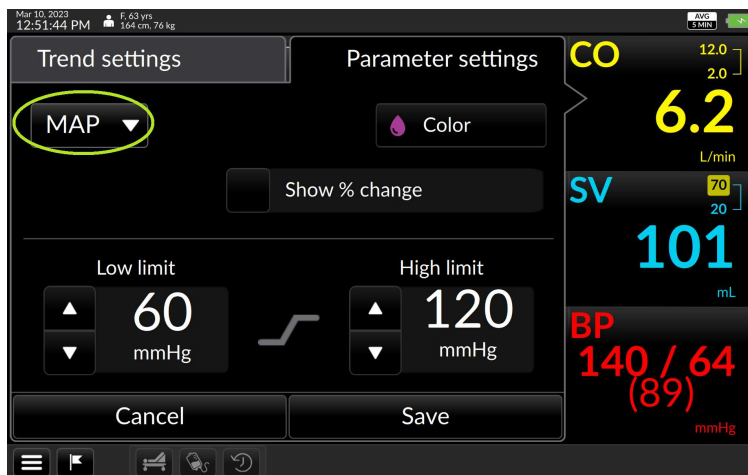 Mar 10, 2023
12:51:44 PM
F, 63 yrs
164 cm, 76 kg
AVG
5 MIN
Trend settings
Parameter settings
MAP
Color
Show % change
Low limit
High limit
60
120
mmHg
mmHg
Cancel
Save
CO
12.0
2.0
6.2
L/min
SV
70
20
101
mL
BP
140 / 64
(89)
mmHg